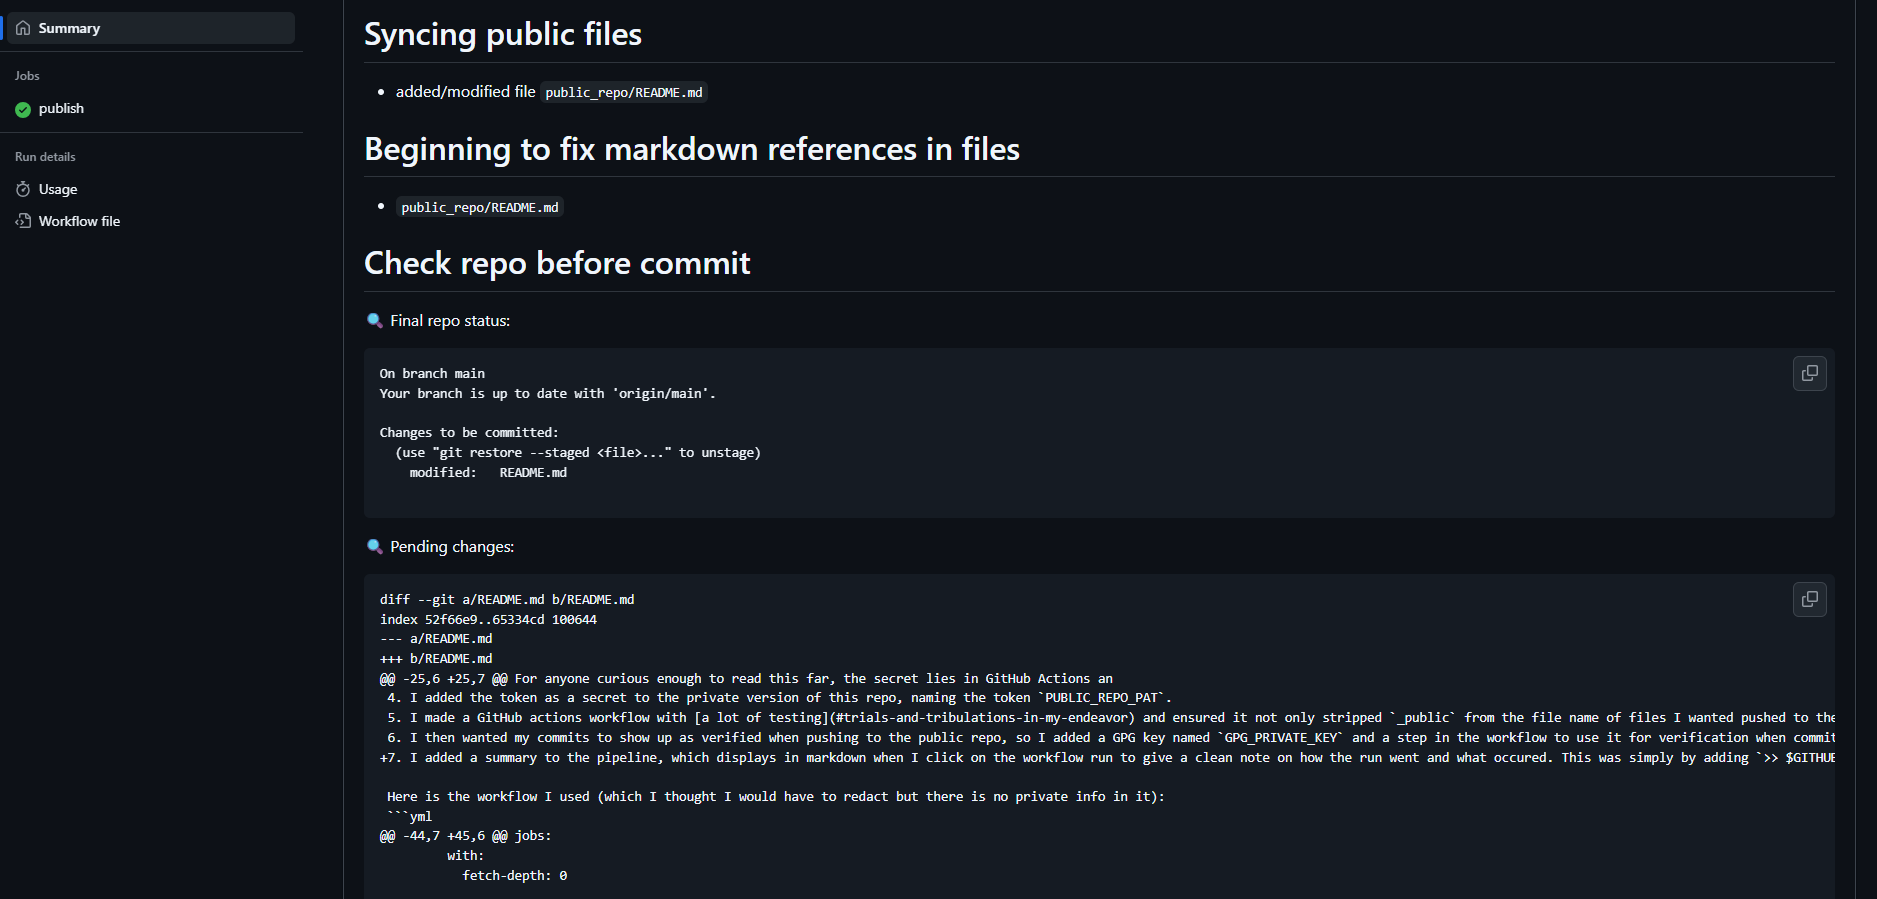 Summary
Jobs
publish
Run details
Usage
Workflow file
Syncing public files
added/modified file public_repo/README.md
Beginning to fix markdown references in files
public_repo/README.md
Check repo before commit
Final repo status:
On branch main
Your branch is up to date with 'origin/main'.
Changes to be committed:
(use "git restore --staged <file>..." to unstage)
modified:   README.md
Pending changes:
diff --git a/README.md b/README.md
index 52f66e9..65334cd 100644
--- a/README.md
+++ b/README.md
@@ -25,6 +25,7 @@ For anyone curious enough to read this far, the secret lies in GitHub Actions an
4. I added the token as a secret to the private version of this repo, naming the token `PUBLIC_REPO_PAT`.
5. I made a GitHub actions workflow with [a lot of testing](#trials-and-tribulations-in-my-endeavor) and ensured it not only stripped `_public` from the file name of files I wanted pushed to the
6. I then wanted my commits to show up as verified when pushing to the public repo, so I added a GPG key named `GPG_PRIVATE_KEY` and a step in the workflow to use it for verification when commit
+7. I added a summary to the pipeline, which displays in markdown when I click on the workflow run to give a clean note on how the run went and what occured. This was simply by adding `>> $GITHUB
Here is the workflow I used (which I thought I would have to redact but there is no private info in it):
```yml
@@ -44,7 +45,6 @@ jobs:
with:
fetch-depth: 0